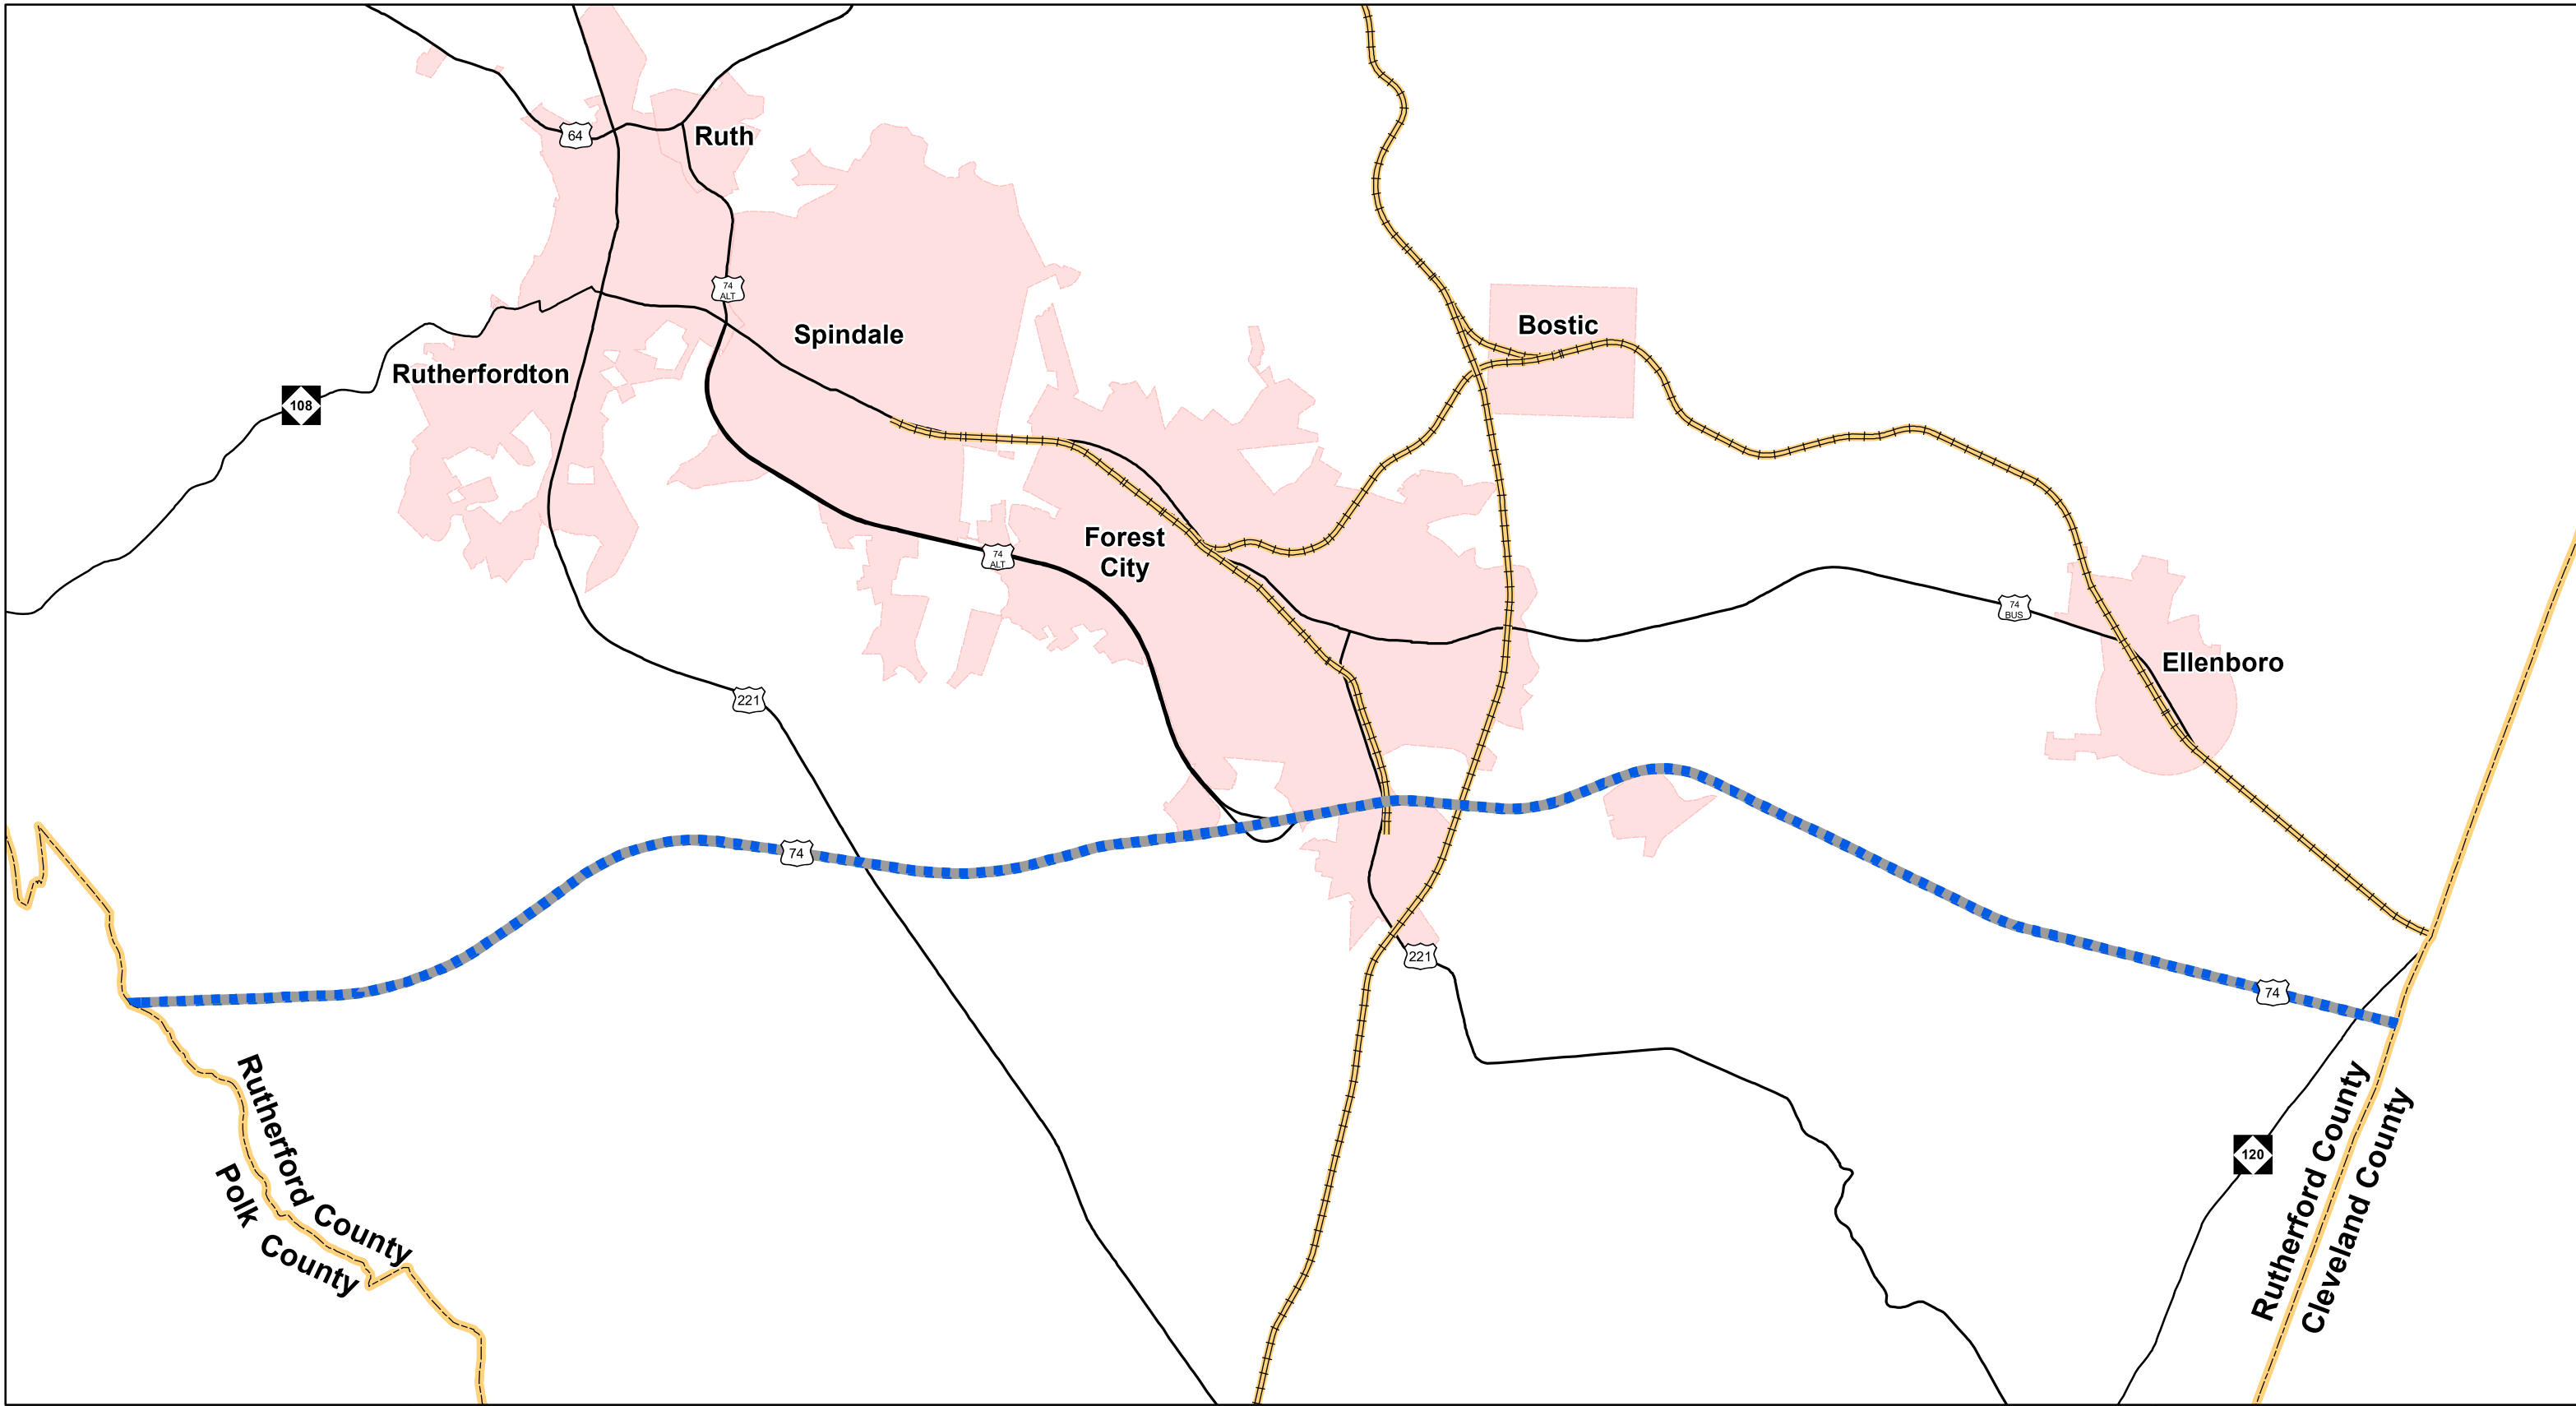 64
Ruth
74
ALT
Bostic
Spindale
Rutherfordton
108
Forest
City
74
ALT
74
BUS
Ellenboro
221
74
221
74
Rutherford County
Polk County
120
Rutherford County
Cleveland County